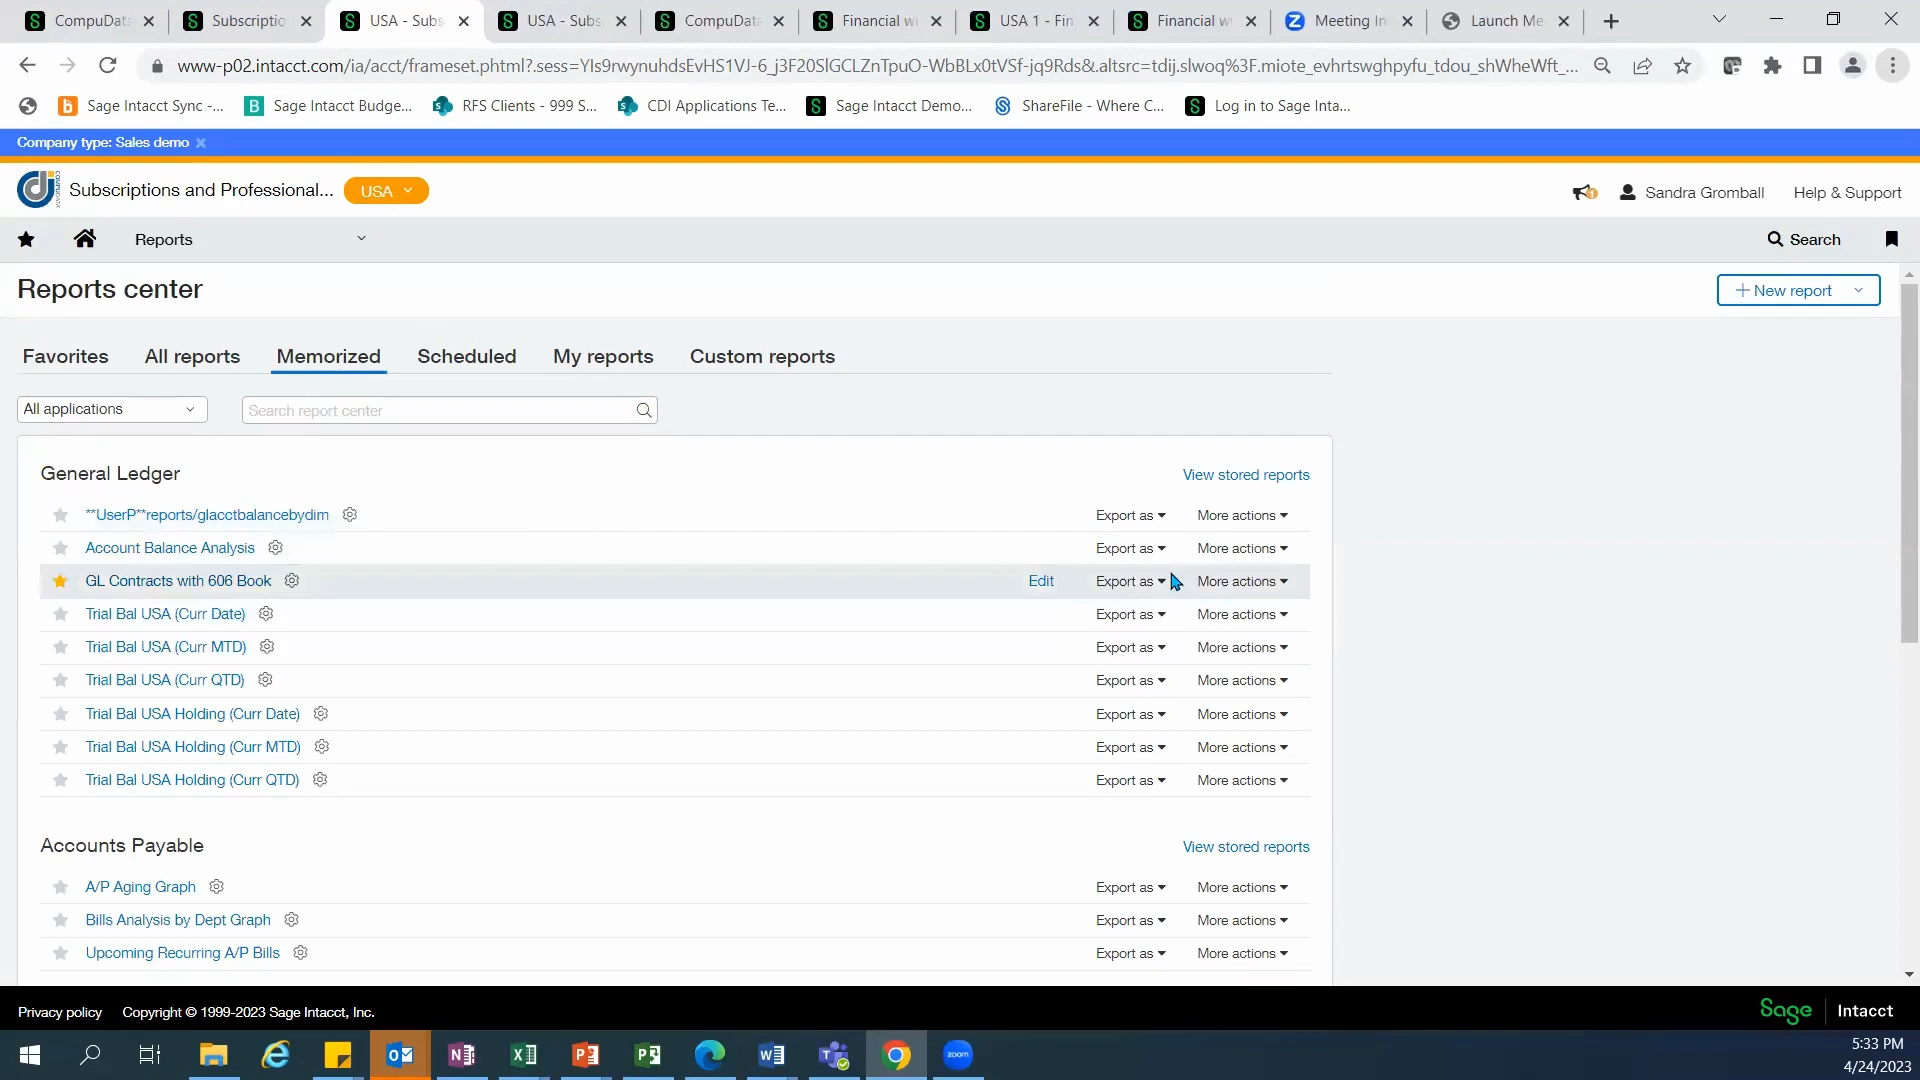 CompuData
Subscriptio
USA - Subs
USA - Subs
CompuData
Financial w
USA 1 - Fin
Financial w
Meeting In
Launch Me
www-p02.intacct.com/ia/acct/frameset.phtml?.sess=YIs9rwynuhdsEvHS1VJ-6_j3F20SlGCLZnTpuO-WbBLx0tVSf-jq9Rds&.altsrc=tdij.slwoq%3F.miote_evhrtswghpyfu_tdou_shWheWft_...
Sage Intacct Sync -...
Sage Intacct Budge...
RFS Clients - 999 S...
CDI Applications Te...
Sage Intacct Demo...
ShareFile - Where C...
Log in to Sage Inta...
Company type: Sales demo
Subscriptions and Professional...
USA
Sandra Gromball
Help & Support
Reports
Search
Reports center
+ New report
Favorites
All reports
Memorized
Scheduled
My reports
Custom reports
All applications
Search report center
General Ledger
View stored reports
**UserP**reports/glacctbalancebydim Export as More actions
Account Balance Analysis Export as More actions
GL Contracts with 606 Book Edit Export as More actions
Trial Bal USA (Curr Date) Export as More actions
Trial Bal USA (Curr MTD) Export as More actions
Trial Bal USA (Curr QTD) Export as More actions
Trial Bal USA Holding (Curr Date) Export as More actions
Trial Bal USA Holding (Curr MTD) Export as More actions
Trial Bal USA Holding (Curr QTD) Export as More actions
Accounts Payable
View stored reports
A/P Aging Graph Export as More actions
Bills Analysis by Dept Graph Export as More actions
Upcoming Recurring A/P Bills Export as More actions
Privacy policy
Copyright © 1999-2023 Sage Intacct, Inc.
Sage Intacct
zoom
5:33 PM
4/24/2023